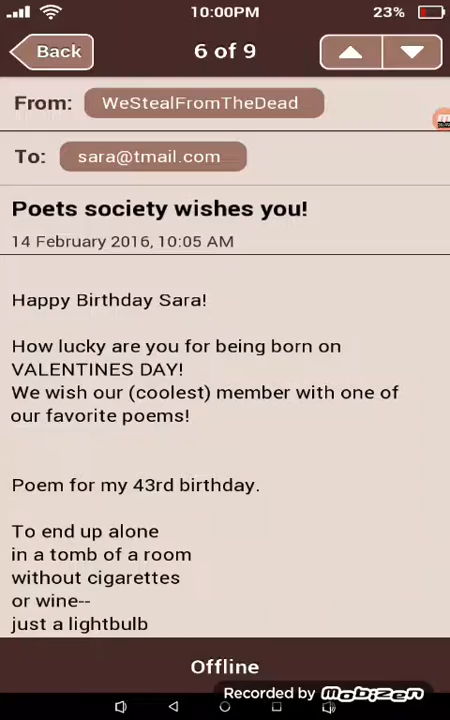 10:00PM 23%
Back 6 of 9
From: WeStealFromTheDead
To: sara@tmail.com
Poets society wishes you!
14 February 2016, 10:05 AM
Happy Birthday Sara!
How lucky are you for being born on
VALENTINES DAY!
We wish our (coolest) member with one of
our favorite poems!
Poem for my 43rd birthday.
To end up alone
in a tomb of a room
without cigarettes
or wine--
just a lightbulb
Offline
Recorded by mobizen